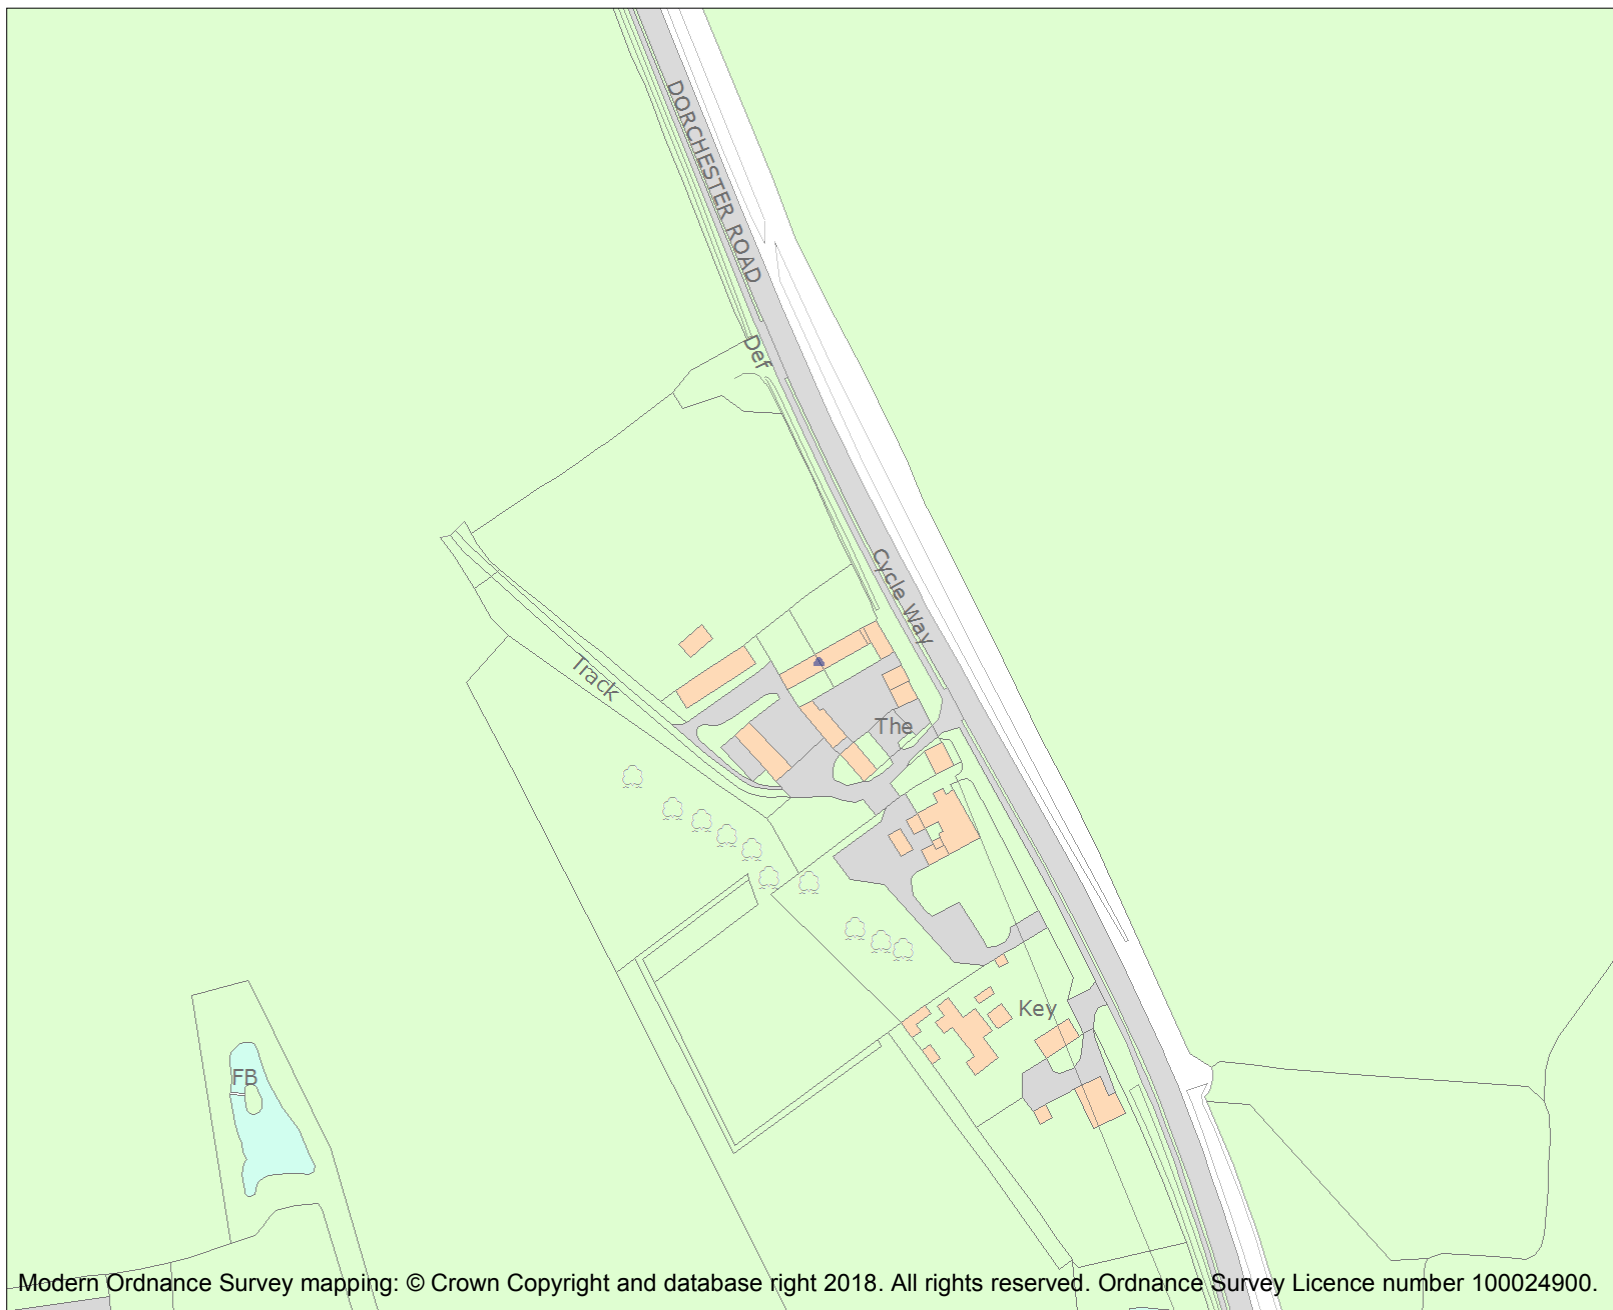 DORCHESTER ROAD
Def
Cycle Way
Track
The
Key
FB
Modern Ordnance Survey mapping: © Crown Copyright and database right 2018. All rights reserved. Ordnance Survey Licence number 100024900.